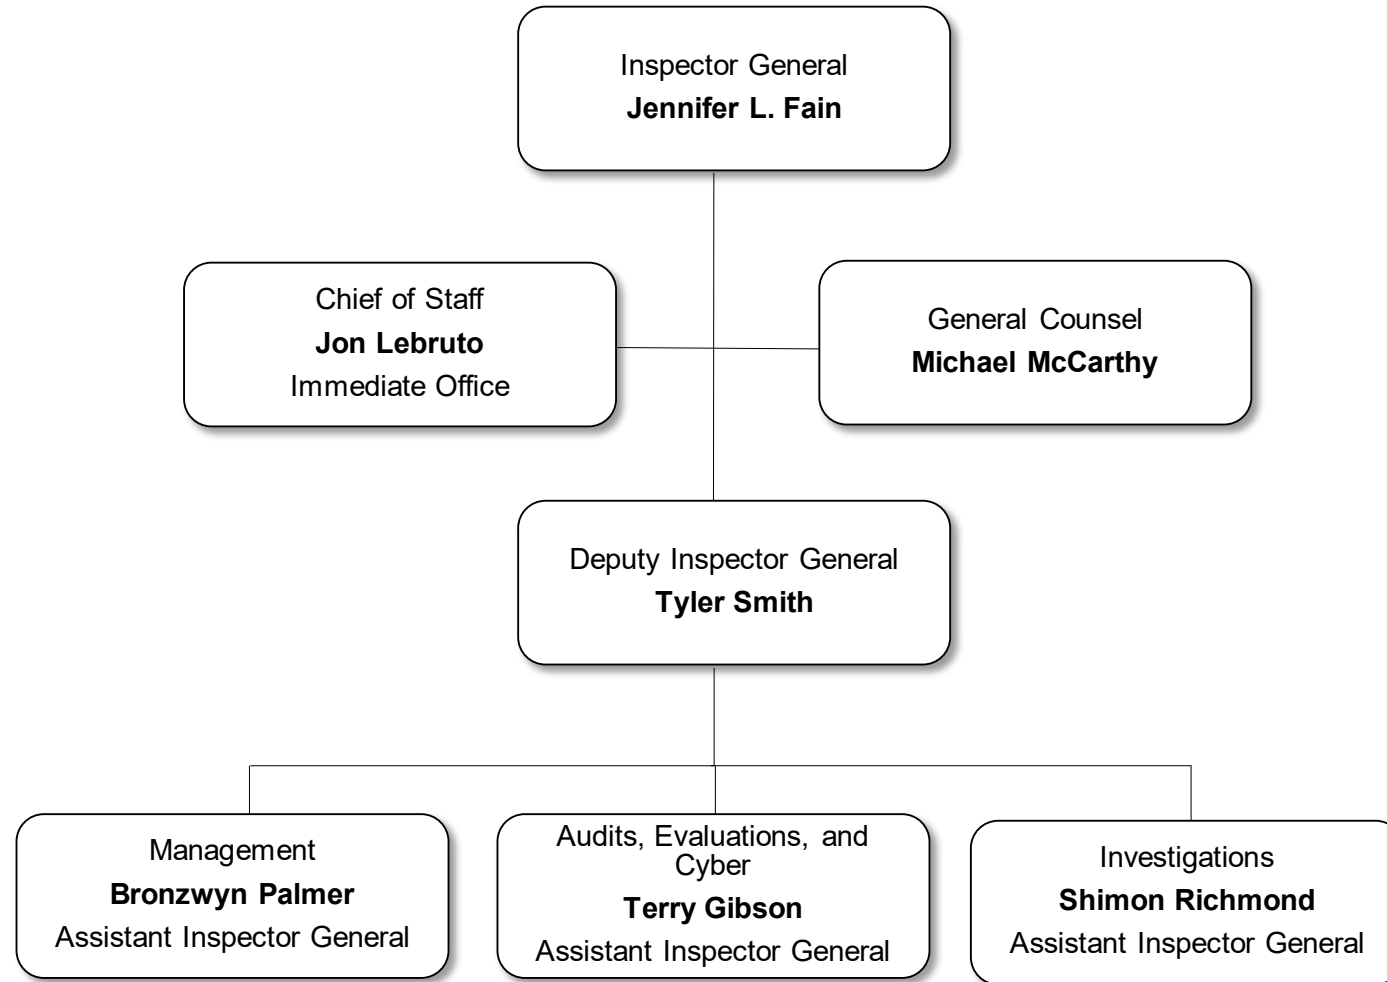 Inspector General
Jennifer L. Fain
Chief of Staff
Jon Lebruto
Immediate Office
General Counsel
Michael McCarthy
Deputy Inspector General
Tyler Smith
Management
Bronzwyn Palmer
Assistant Inspector General
Audits, Evaluations, and
Cyber
Terry Gibson
Assistant Inspector General
Investigations
Shimon Richmond
Assistant Inspector General